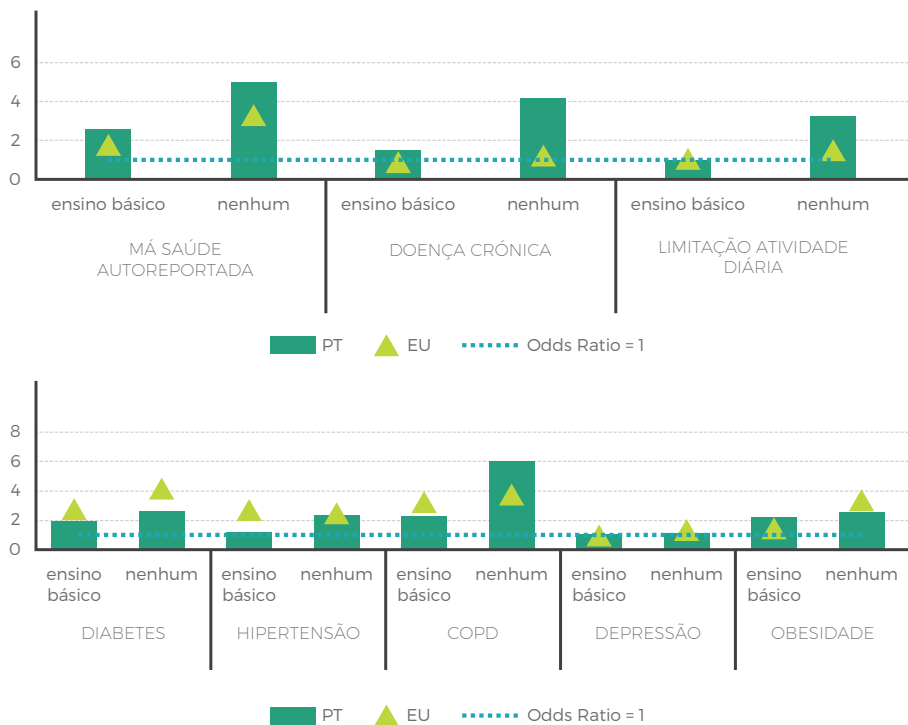 6
4
2
0
ensino básico nenhum ensino básico nenhum ensino básico nenhum
MÁ SAÚDE
AUTOREPORTADA
DOENÇA CRÓNICA
LIMITAÇÃO ATIVIDADE
DIÁRIA
PT EU Odds Ratio = 1
8
6
4
2
0
ensino
básico
nenhum
ensino
básico
nenhum
ensino
básico
nenhum
ensino
básico
nenhum
ensino
básico
nenhum
DIABETES HIPERTENSÃO COPD DEPRESSÃO OBESIDADE
PT EU Odds Ratio = 1